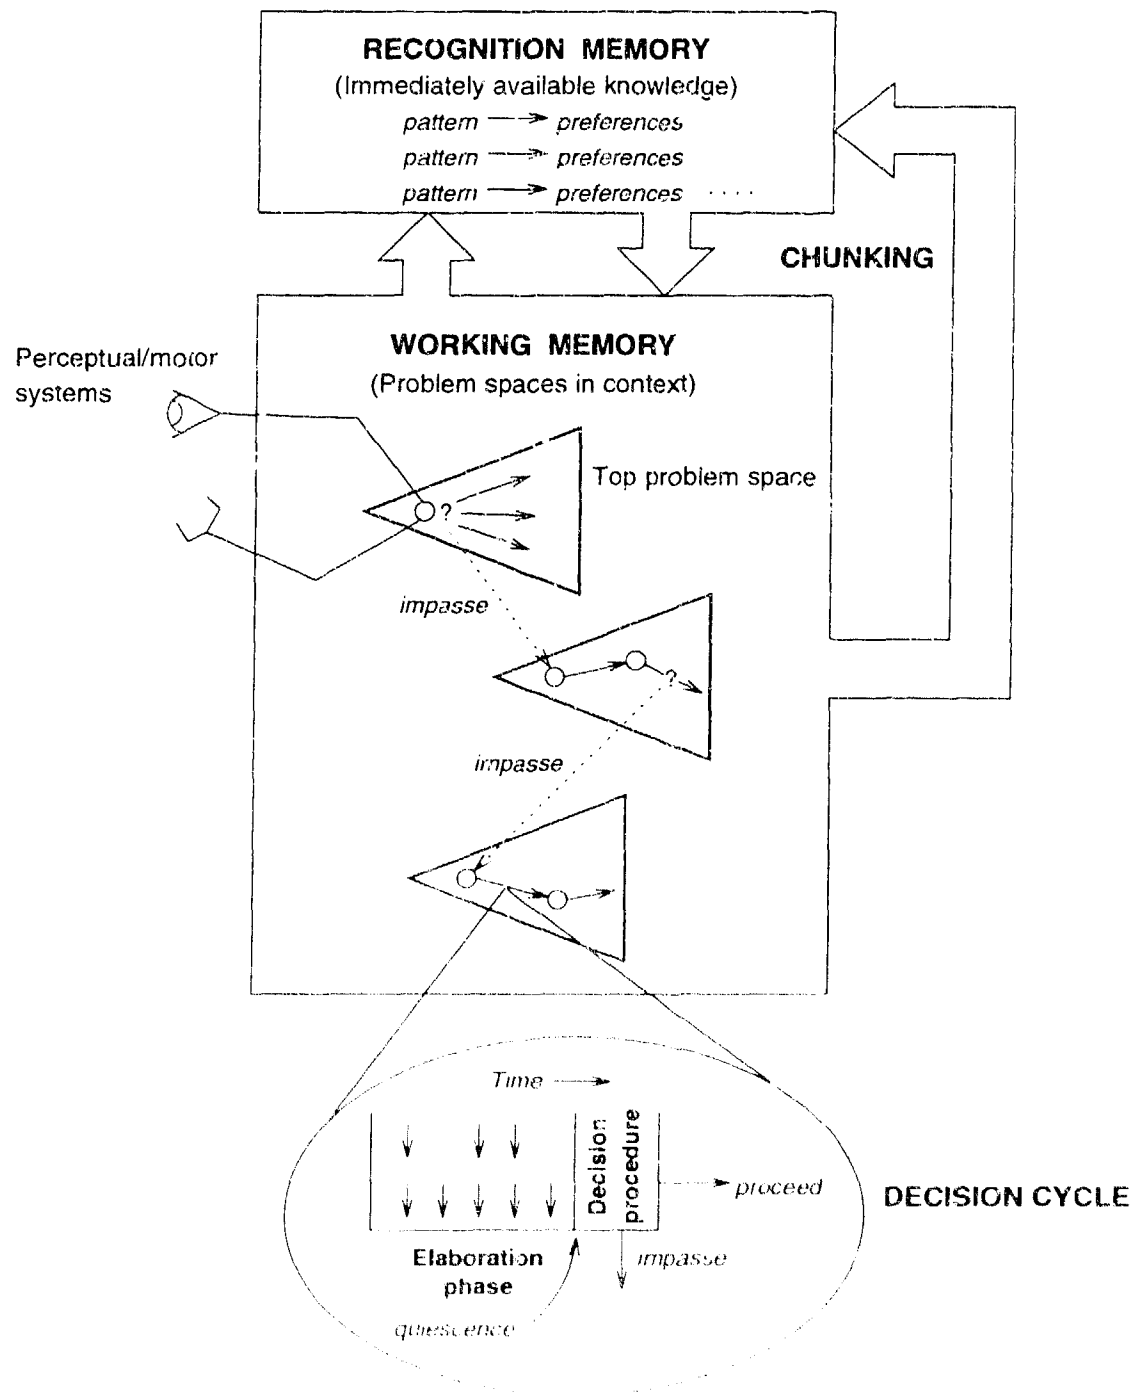 RECOGNITION MEMORY
(Immediately available knowledge)
pattern → preferences
pattern → preferences
pattern → preferences ....
CHUNKING
WORKING MEMORY
(Problem spaces in context)
Perceptual/motor
systems
Top problem space
?
impasse
?
impasse
Time →
Decision
procedure
proceed
DECISION CYCLE
Elaboration
phase
impasse
quiescence